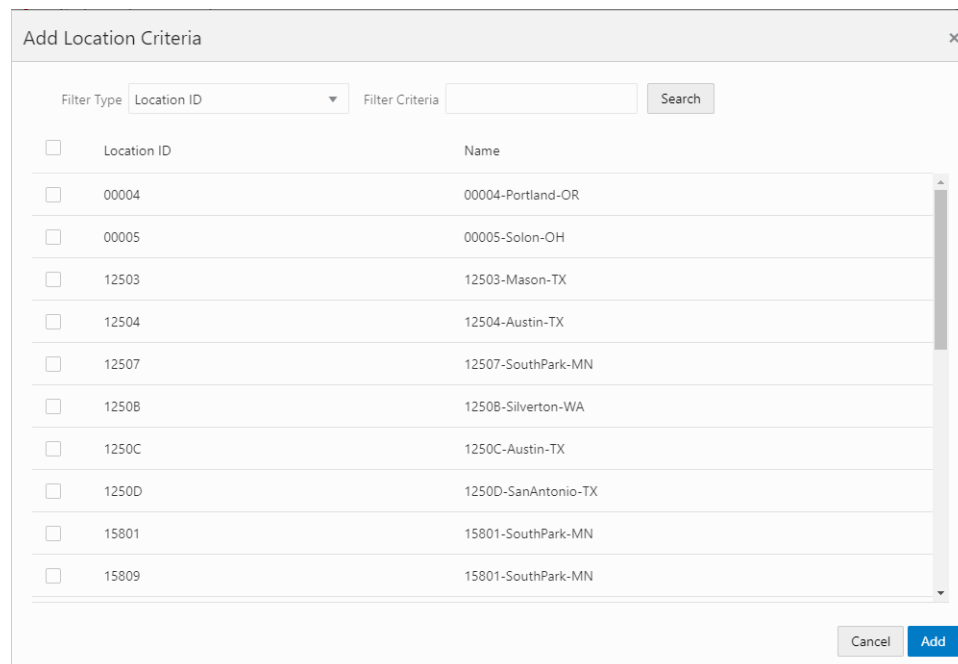 Add Location Criteria ×
Filter Type Location ID Filter Criteria Search
Location ID Name
00004 00004-Portland-OR
00005 00005-Solon-OH
12503 12503-Mason-TX
12504 12504-Austin-TX
12507 12507-SouthPark-MN
1250B 1250B-Silverton-WA
1250C 1250C-Austin-TX
1250D 1250D-SanAntonio-TX
15801 15801-SouthPark-MN
15809 15801-SouthPark-MN
Cancel Add